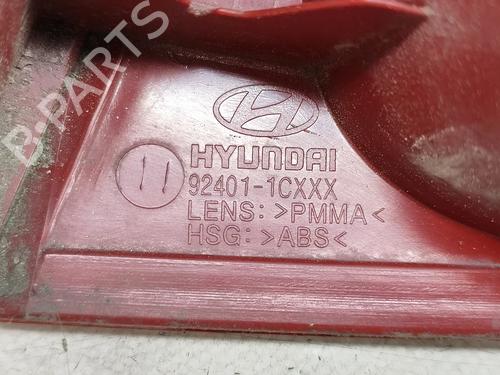 B-PARTS
HYUNDAI
92401-1CXXX
LENS: >PMMA<
HSG: >ABS<